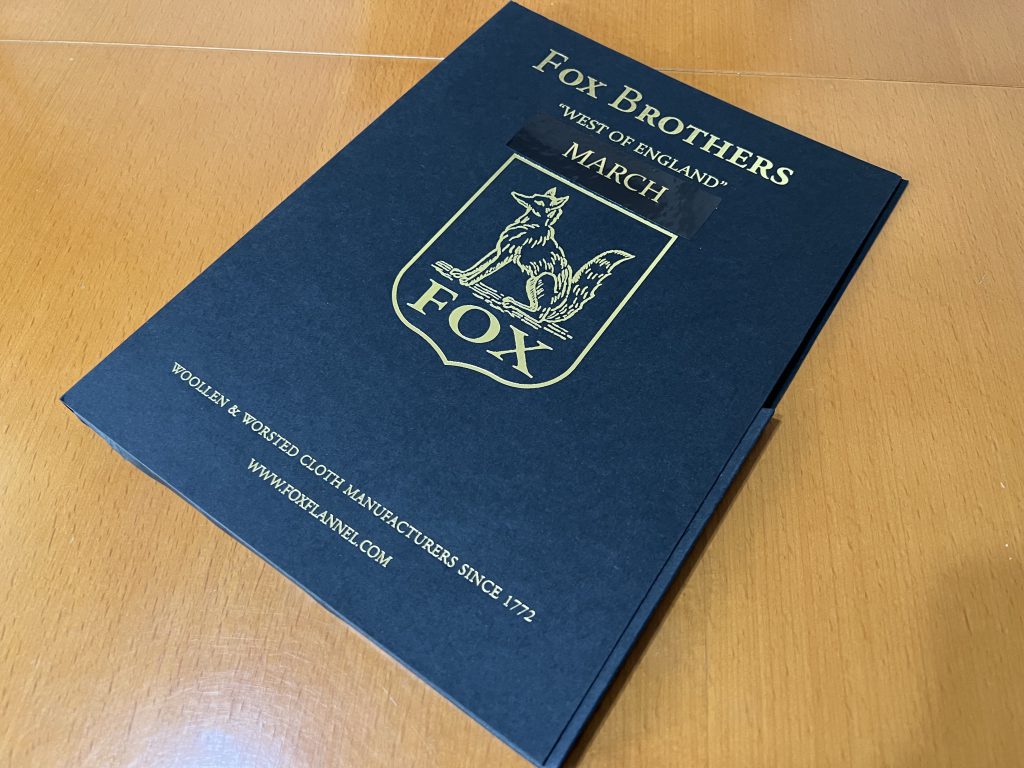 FOX BROTHERS
“WEST OF ENGLAND”
MARCH
FOX
WOOLLEN & WORSTED CLOTH MANUFACTURERS SINCE 1772
WWW.FOXFLANNEL.COM